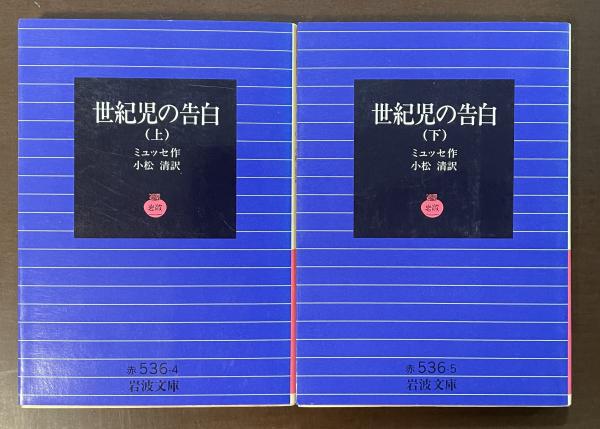 世紀児の告白
(上)
ミュッセ作
小松 清訳
岩波
赤 536-4
岩波文庫
世紀児の告白
(下)
ミュッセ作
小松 清訳
岩波
赤 536-5
岩波文庫